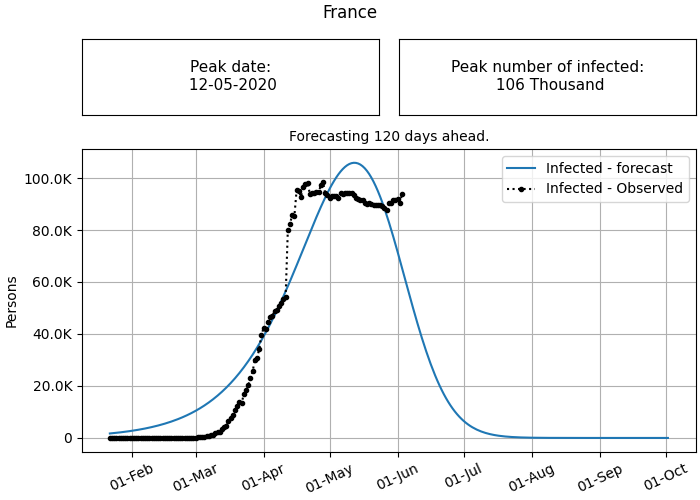 France
Peak date:
12-05-2020
Peak number of infected:
106 Thousand
Forecasting 120 days ahead.
Infected - forecast
Infected - Observed
Persons
100.0K
80.0K
60.0K
40.0K
20.0K
0
01-Feb
01-Mar
01-Apr
01-May
01-Jun
01-Jul
01-Aug
01-Sep
01-Oct